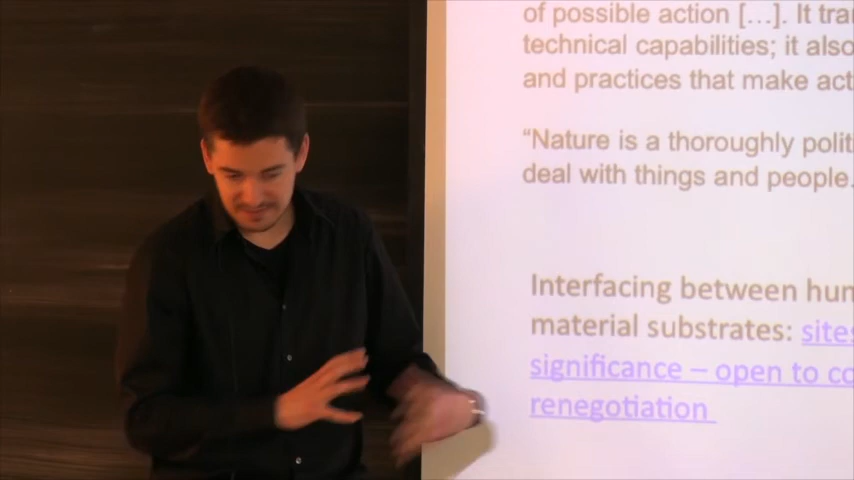 of possible action […]. It tra
technical capabilities; it also
and practices that make act
“Nature is a thoroughly polit
deal with things and people.
Interfacing between hum
material substrates: sites
significance – open to co
renegotiation